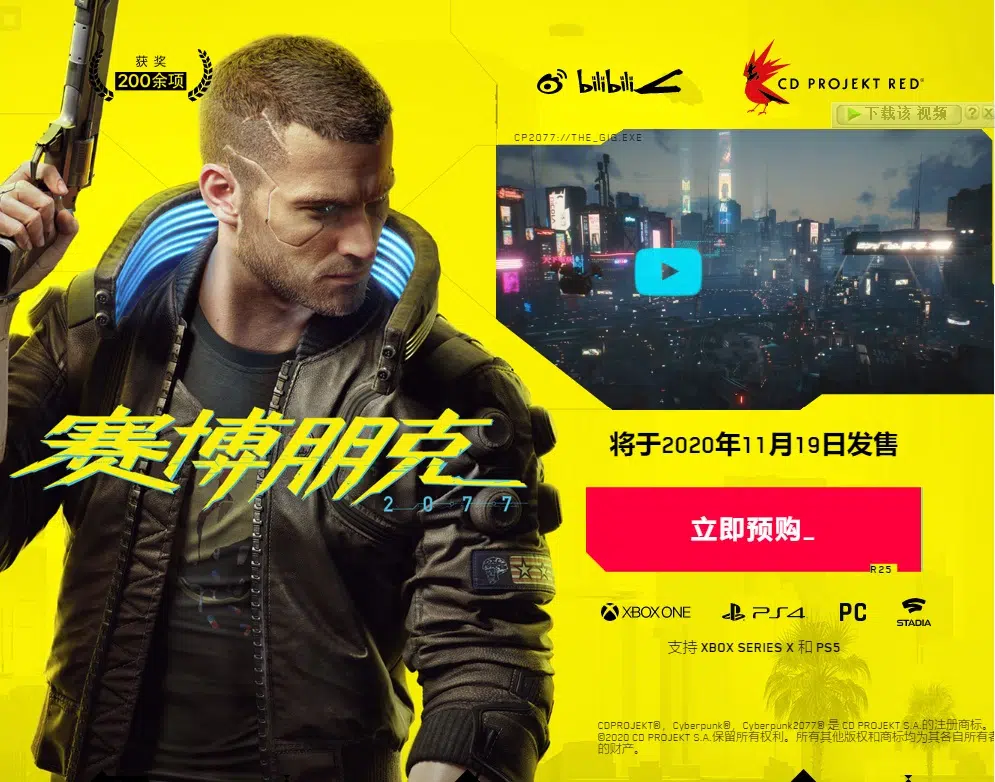 获奖
200余项
bilibili
CD PROJEKT RED®
下载该 视频 ? X
CP2077://THE_GIG.EXE
赛博朋克
2077
将于2020年11月19日发售
立即预购_
R25
XBOX ONE PS4 PC STADIA
支持 XBOX SERIES X 和 PS5
CDPROJEKT®, Cyberpunk®, Cyberpunk2077® 是 CD PROJEKT S.A.的注册商标。
©2020 CD PROJEKT S.A.保留所有权利。所有其他版权和商标均为其各自所有者
的财产。